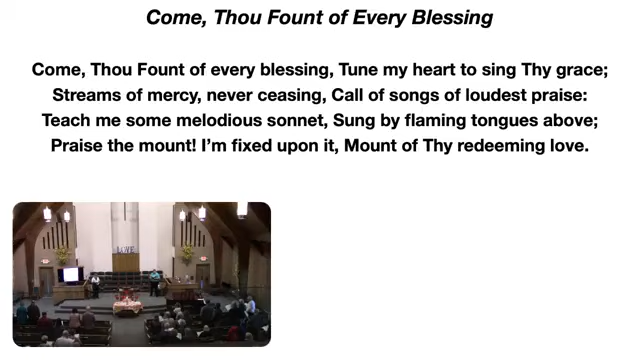 Come, Thou Fount of Every Blessing
Come, Thou Fount of every blessing, Tune my heart to sing Thy grace;
Streams of mercy, never ceasing, Call of songs of loudest praise:
Teach me some melodious sonnet, Sung by flaming tongues above;
Praise the mount! I'm fixed upon it, Mount of Thy redeeming love.
LOVE